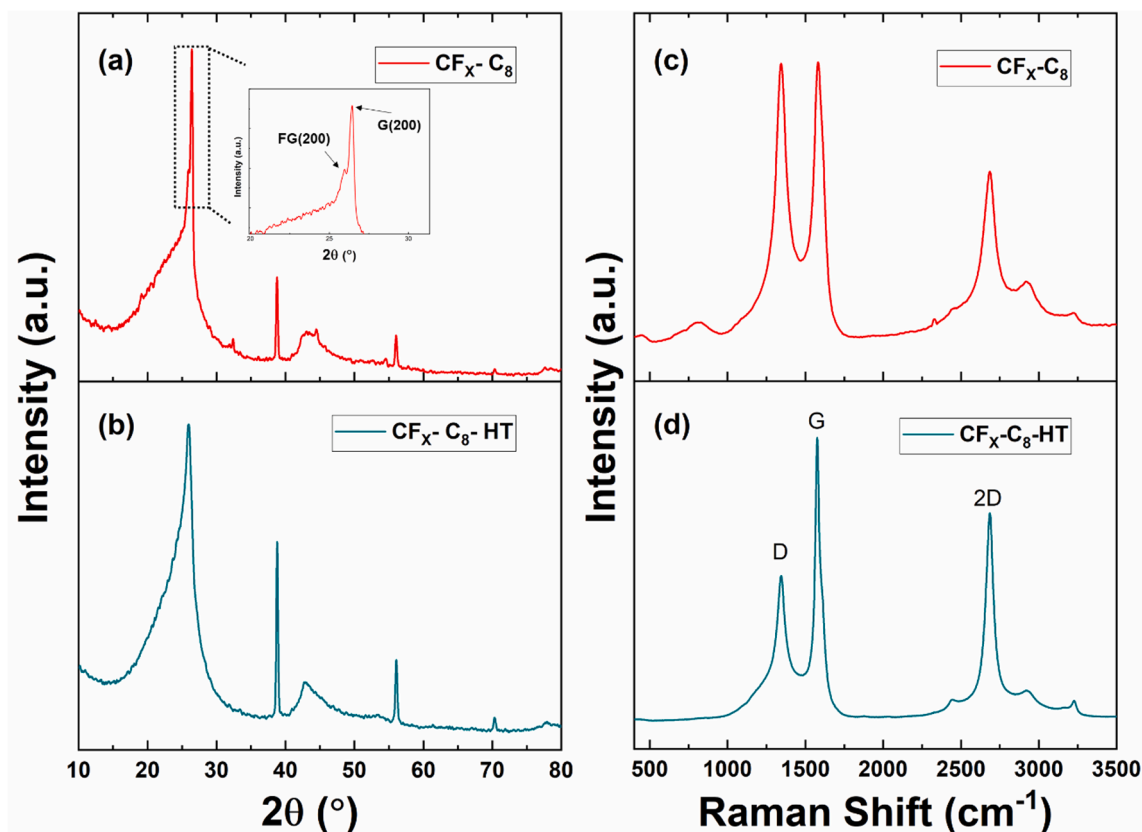 (a)
CFX- C8
FG(200)
G(200)
Intensity (a.u.)
20 25 30
2θ (°)
(b)
CFX- C8- HT
Intensity (a.u.)
10 20 30 40 50 60 70 80
2θ (°)
(c)
CFX-C8
(d)
CFX-C8-HT
D
G
2D
Intensity (a.u.)
500 1000 1500 2000 2500 3000 3500
Raman Shift (cm-1)